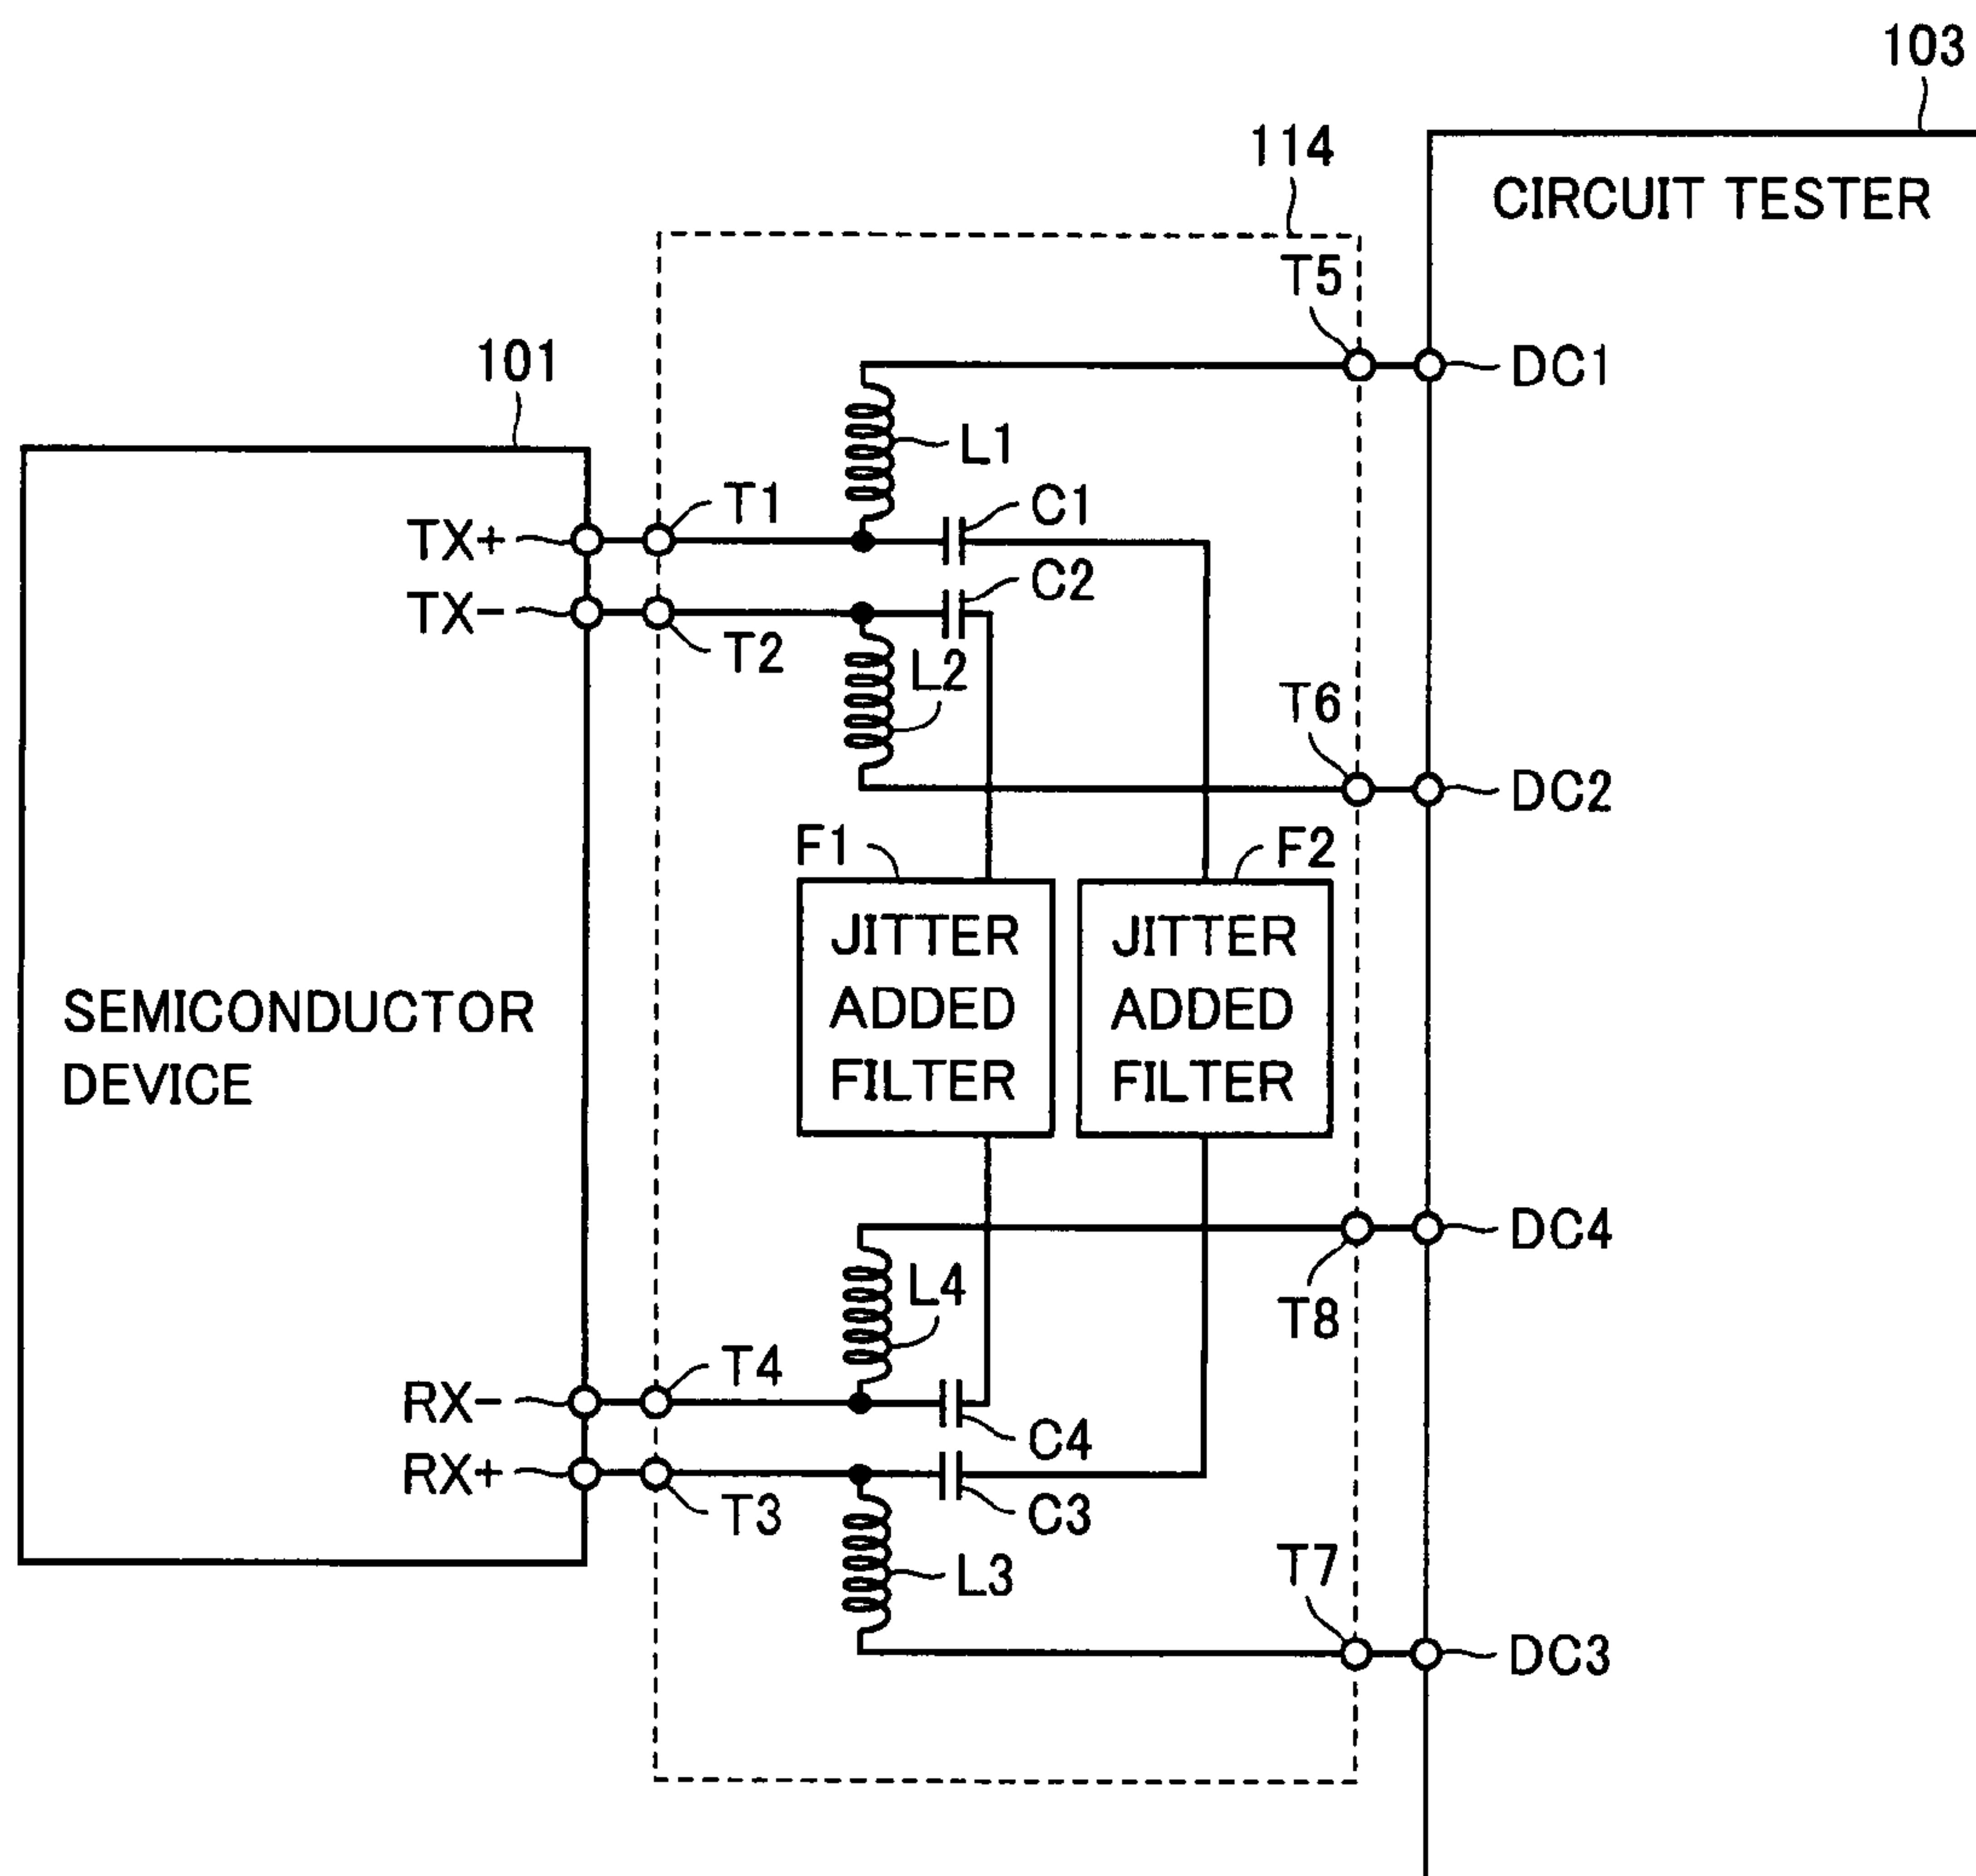 103
114
CIRCUIT TESTER
T5
101
DC1
L1
T1
C1
TX+
C2
TX-
T2
L2
T6
DC2
F1
F2
JITTER
ADDED
FILTER
JITTER
ADDED
FILTER
SEMICONDUCTOR
DEVICE
DC4
L4
T8
T4
RX-
C4
RX+
T3
C3
T7
L3
DC3